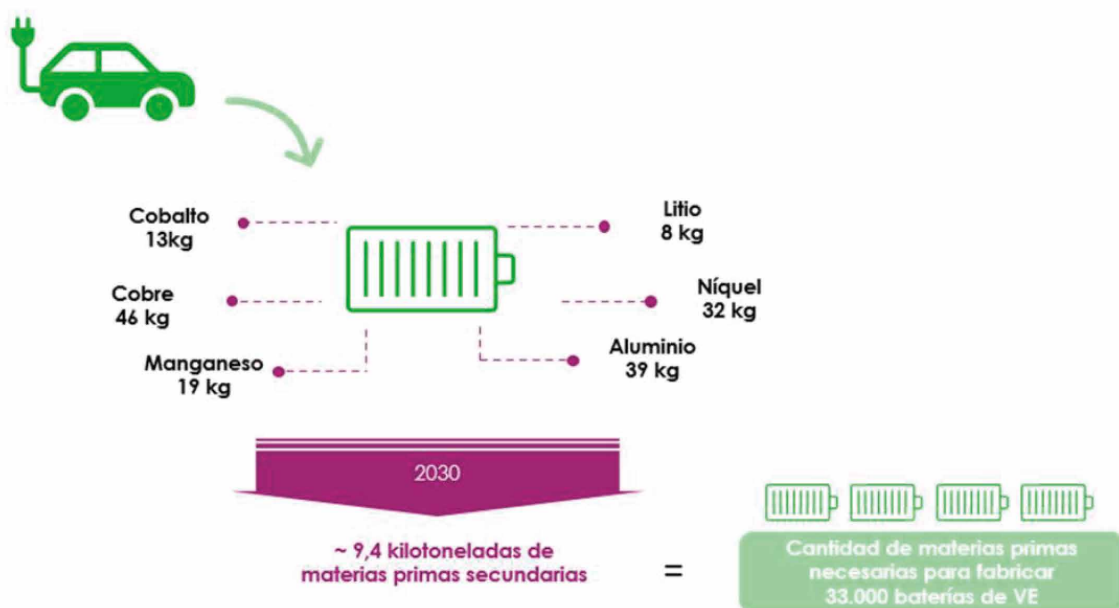 Cobalto
13kg
Litio
8 kg
Cobre
46 kg
Níquel
32 kg
Manganeso
19 kg
Aluminio
39 kg
2030
~ 9,4 kilotoneladas de
materias primas secundarias
=
Cantidad de materias primas
necesarias para fabricar
33.000 baterías de VE